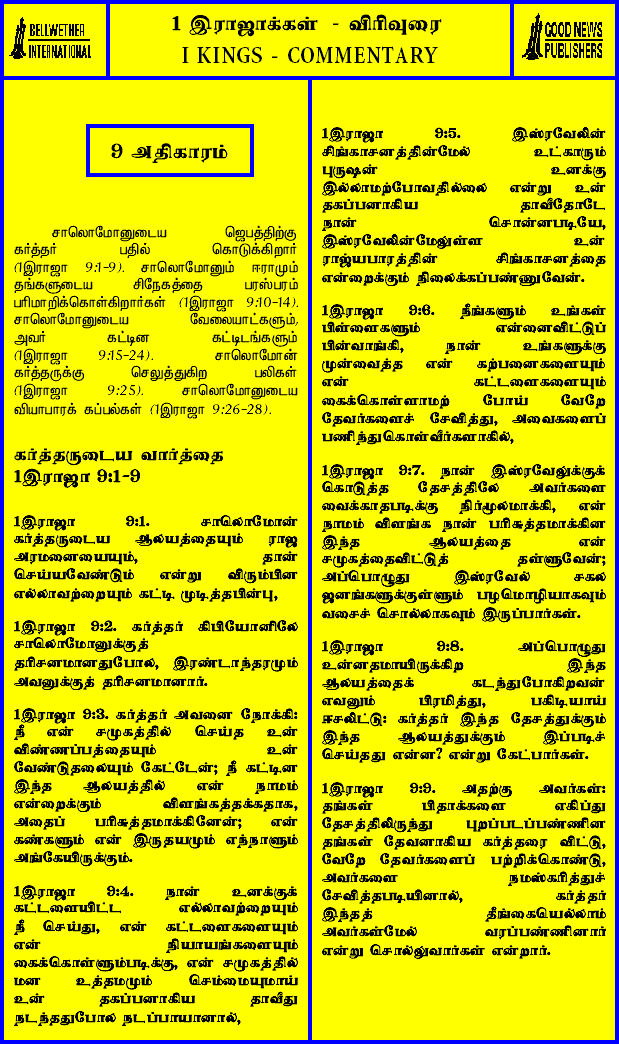 BELLWETHER
INTERNATIONAL
1 இராஜாக்கள் - விரிவுரை
I KINGS - COMMENTARY
GOOD NEWS
PUBLISHERS
9 அதிகாரம்
சாலொமோனுடைய ஜெபத்திற்கு
கர்த்தர் பதில் கொடுக்கிறார்
(1இராஜா 9:1-9). சாலொமோனும் ஈராமும்
தங்களுடைய சிநேகத்தை பரஸ்பரம்
பரிமாறிக்கொள்கிறார்கள் (1இராஜா 9:10-14).
சாலொமோனுடைய வேலையாட்களும்,
அவர் கட்டின கட்டிடங்களும்
(1இராஜா 9:15-24). சாலொமோன்
கர்த்தருக்கு செலுத்துகிற பலிகள்
(1இராஜா 9:25). சாலொமோனுடைய
வியாபாரக் கப்பல்கள் (1இராஜா 9:26-28).
கர்த்தருடைய வார்த்தை
1இராஜா 9:1-9
1இராஜா 9:1. சாலொமோன்
கர்த்தருடைய ஆலயத்தையும் ராஜ
அரமனையையும், தான்
செய்யவேண்டும் என்று விரும்பின
எல்லாவற்றையும் கட்டி முடித்தபின்பு,
1இராஜா 9:2. கர்த்தர் கிபியோனிலே
சாலொமோனுக்குத்
தரிசனமானதுபோல, இரண்டாந்தரமும்
அவனுக்குத் தரிசனமானார்.
1இராஜா 9:3. கர்த்தர் அவனை நோக்கி:
நீ என் சமுகத்தில் செய்த உன்
விண்ணப்பத்தையும் உன்
வேண்டுதலையும் கேட்டேன்; நீ கட்டின
இந்த ஆலயத்தில் என் நாமம்
என்றைக்கும் விளங்கத்தக்கதாக,
அதைப் பரிசுத்தமாக்கினேன்; என்
கண்களும் என் இருதயமும் எந்நாளும்
அங்கேயிருக்கும்.
1இராஜா 9:4. நான் உனக்குக்
கட்டளையிட்ட எல்லாவற்றையும்
நீ செய்து, என் கட்டளைகளையும்
என் நியாயங்களையும்
கைக்கொள்ளும்படிக்கு, என் சமுகத்தில்
மன உத்தமமும் செம்மையுமாய்
உன் தகப்பனாகிய தாவீது
நடந்ததுபோல நடப்பாயானால்,
1இராஜா 9:5. இஸ்ரவேலின்
சிங்காசனத்தின்மேல் உட்காரும்
புருஷன் உனக்கு
இல்லாமற்போவதில்லை என்று உன்
தகப்பனாகிய தாவீதோடே
நான் சொன்னபடியே,
இஸ்ரவேலின்மேலுள்ள உன்
ராஜ்யபாரத்தின் சிங்காசனத்தை
என்றைக்கும் நிலைக்கப்பண்ணுவேன்.
1இராஜா 9:6. நீங்களும் உங்கள்
பிள்ளைகளும் என்னைவிட்டுப்
பின்வாங்கி, நான் உங்களுக்கு
முன்வைத்த என் கற்பனைகளையும்
என் கட்டளைகளையும்
கைக்கொள்ளாமற் போய் வேறே
தேவர்களைச் சேவித்து, அவைகளைப்
பணிந்துகொள்வீர்களாகில்,
1இராஜா 9:7. நான் இஸ்ரவேலுக்குக்
கொடுத்த தேசத்திலே அவர்களை
வைக்காதபடிக்கு நிர்மூலமாக்கி, என்
நாமம் விளங்க நான் பரிசுத்தமாக்கின
இந்த ஆலயத்தை என்
சமுகத்தைவிட்டுத் தள்ளுவேன்;
அப்பொழுது இஸ்ரவேல் சகல
ஜனங்களுக்குள்ளும் பழமொழியாகவும்
வசைச் சொல்லாகவும் இருப்பார்கள்.
1இராஜா 9:8. அப்பொழுது
உன்னதமாயிருக்கிற இந்த
ஆலயத்தைக் கடந்துபோகிறவன்
எவனும் பிரமித்து, பகிடியாய்
ஈசலிட்டு: கர்த்தர் இந்த தேசத்துக்கும்
இந்த ஆலயத்துக்கும் இப்படிச்
செய்தது என்ன? என்று கேட்பார்கள்.
1இராஜா 9:9. அதற்கு அவர்கள்:
தங்கள் பிதாக்களை எகிப்து
தேசத்திலிருந்து புறப்படப்பண்ணின
தங்கள் தேவனாகிய கர்த்தரை விட்டு,
வேறே தேவர்களைப் பற்றிக்கொண்டு,
அவர்களை நமஸ்கரித்துச்
சேவித்தபடியினால், கர்த்தர்
இந்தத் தீங்கையெல்லாம்
அவர்கள்மேல் வரப்பண்ணினார்
என்று சொல்லுவார்கள் என்றார்.